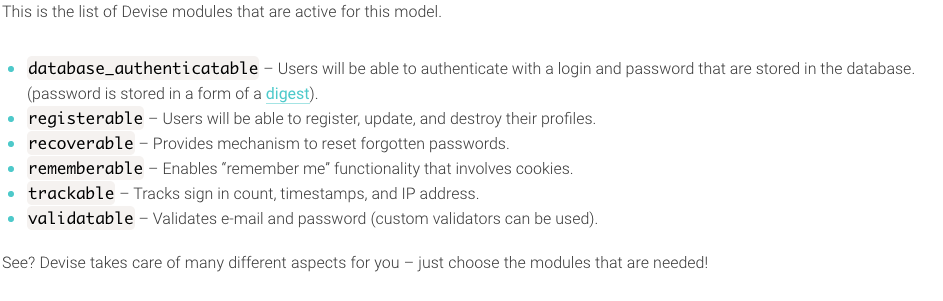 This is the list of Devise modules that are active for this model.
database_authenticatable – Users will be able to authenticate with a login and password that are stored in the database.
(password is stored in a form of a digest).
registerable – Users will be able to register, update, and destroy their profiles.
recoverable – Provides mechanism to reset forgotten passwords.
rememberable – Enables “remember me” functionality that involves cookies.
trackable – Tracks sign in count, timestamps, and IP address.
validatable – Validates e-mail and password (custom validators can be used).
See? Devise takes care of many different aspects for you – just choose the modules that are needed!